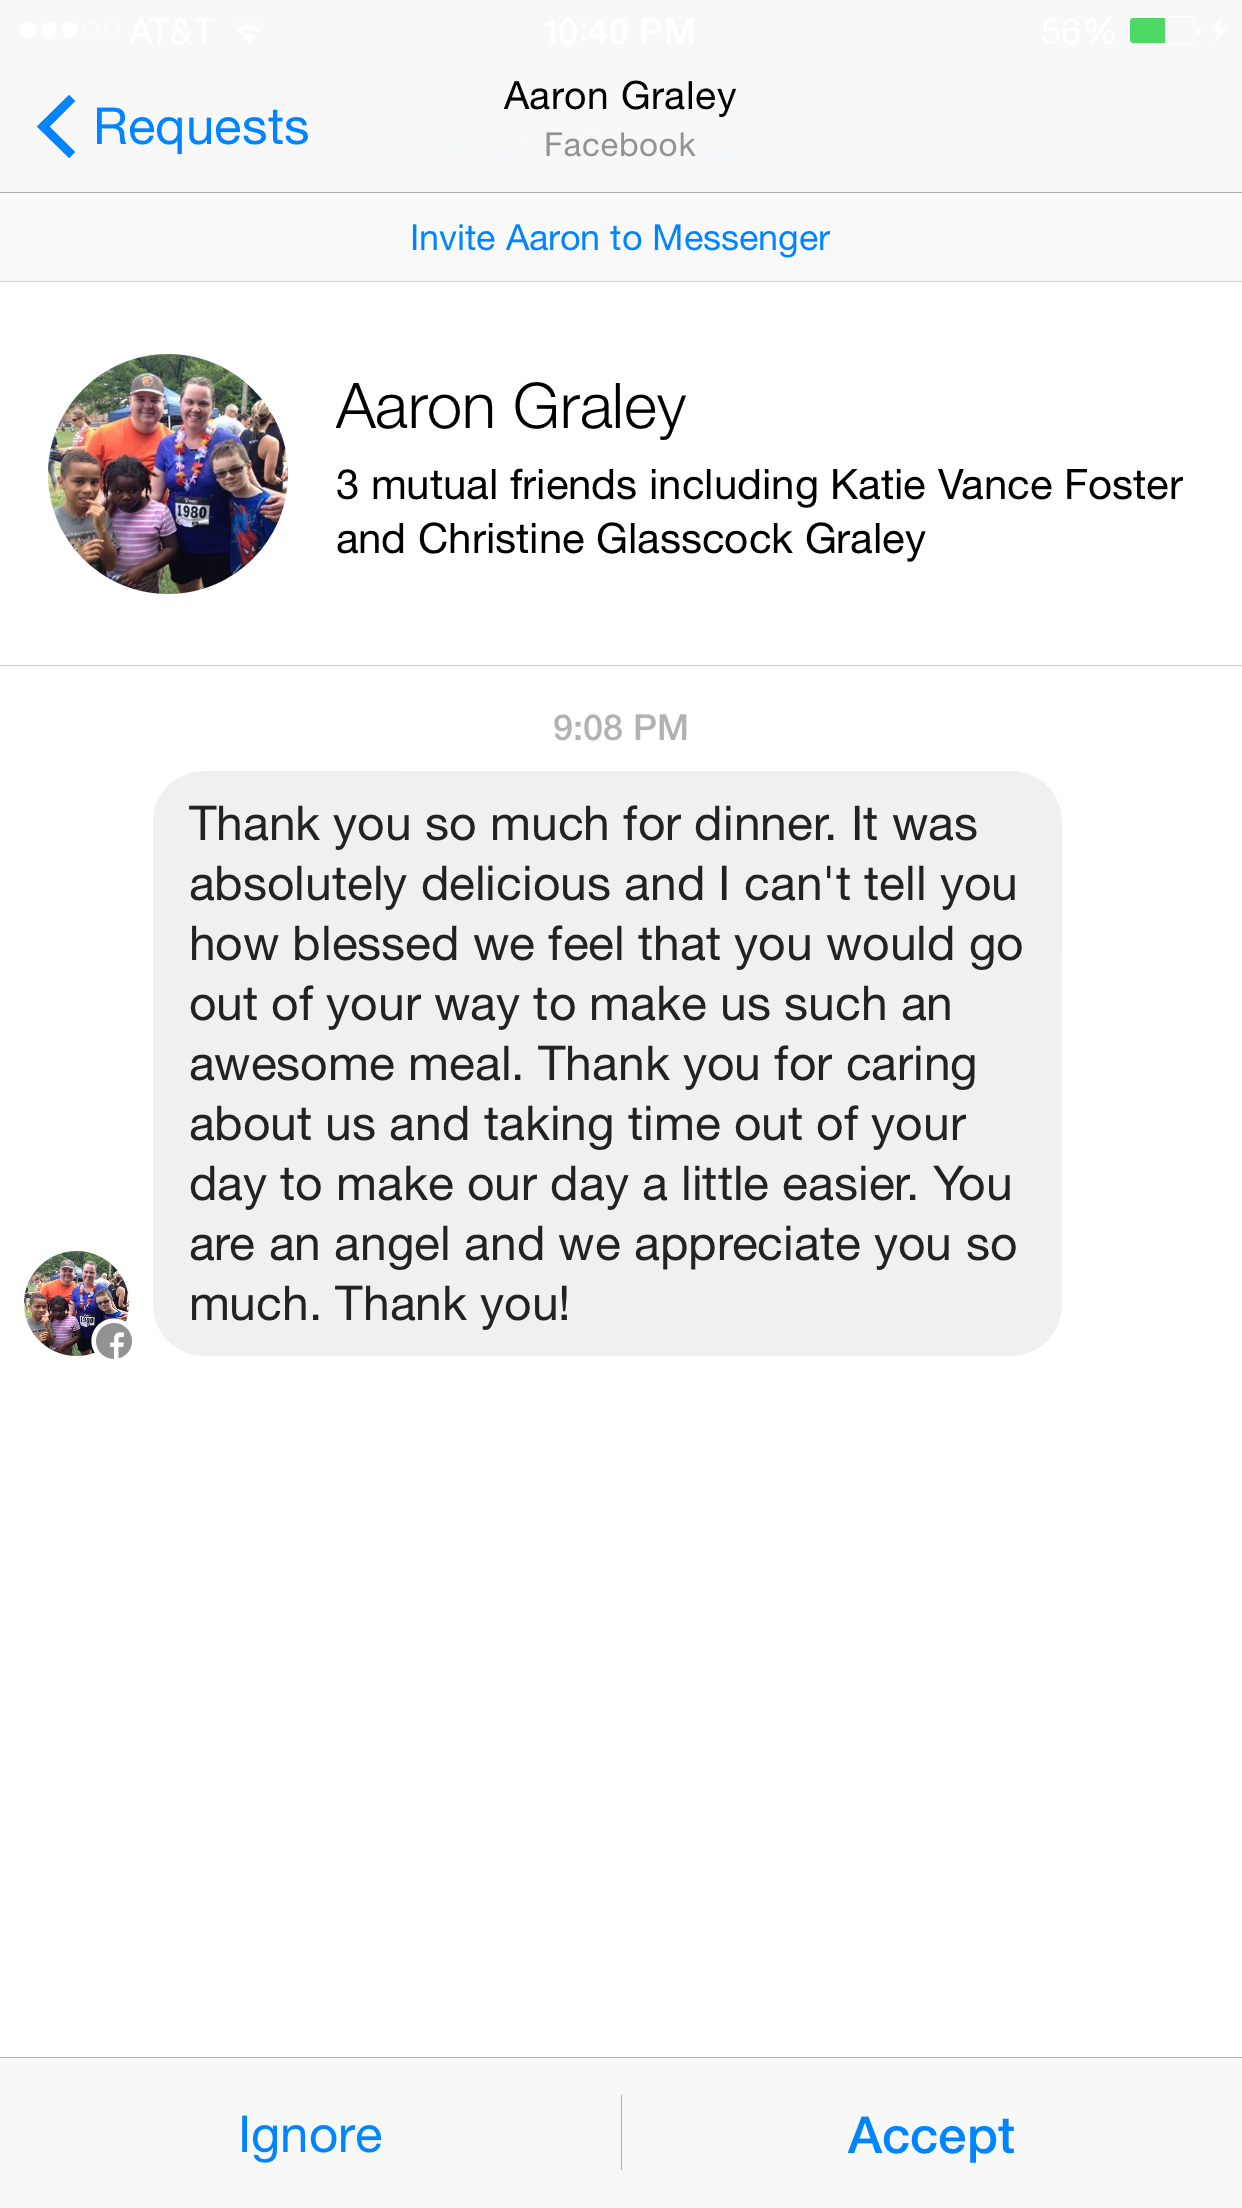 AT&T 10:40 PM 56%
Requests
Aaron Graley
Facebook
Invite Aaron to Messenger
1980
Aaron Graley
3 mutual friends including Katie Vance Foster
and Christine Glasscock Graley
9:08 PM
Thank you so much for dinner. It was
absolutely delicious and I can't tell you
how blessed we feel that you would go
out of your way to make us such an
awesome meal. Thank you for caring
about us and taking time out of your
day to make our day a little easier. You
are an angel and we appreciate you so
much. Thank you!
Ignore
Accept